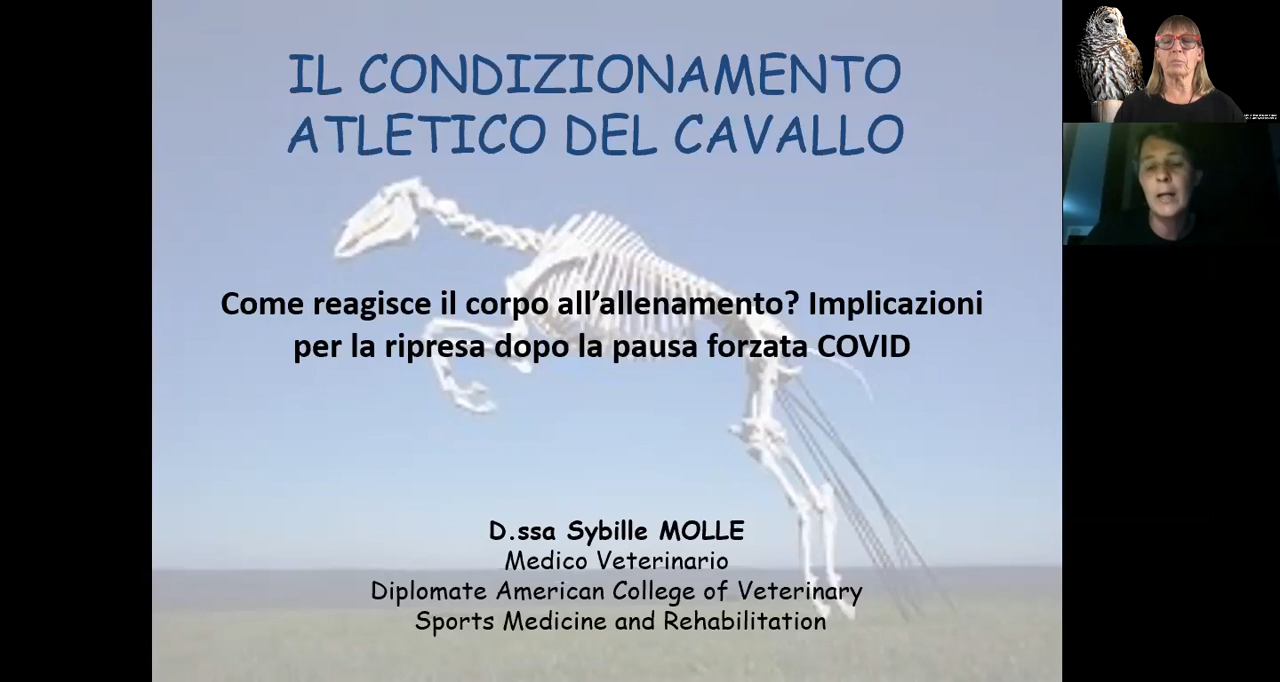 IL CONDIZIONAMENTO
ATLETICO DEL CAVALLO
Come reagisce il corpo all’allenamento? Implicazioni
per la ripresa dopo la pausa forzata COVID
D.ssa Sybille MOLLE
Medico Veterinario
Diplomate American College of Veterinary
Sports Medicine and Rehabilitation